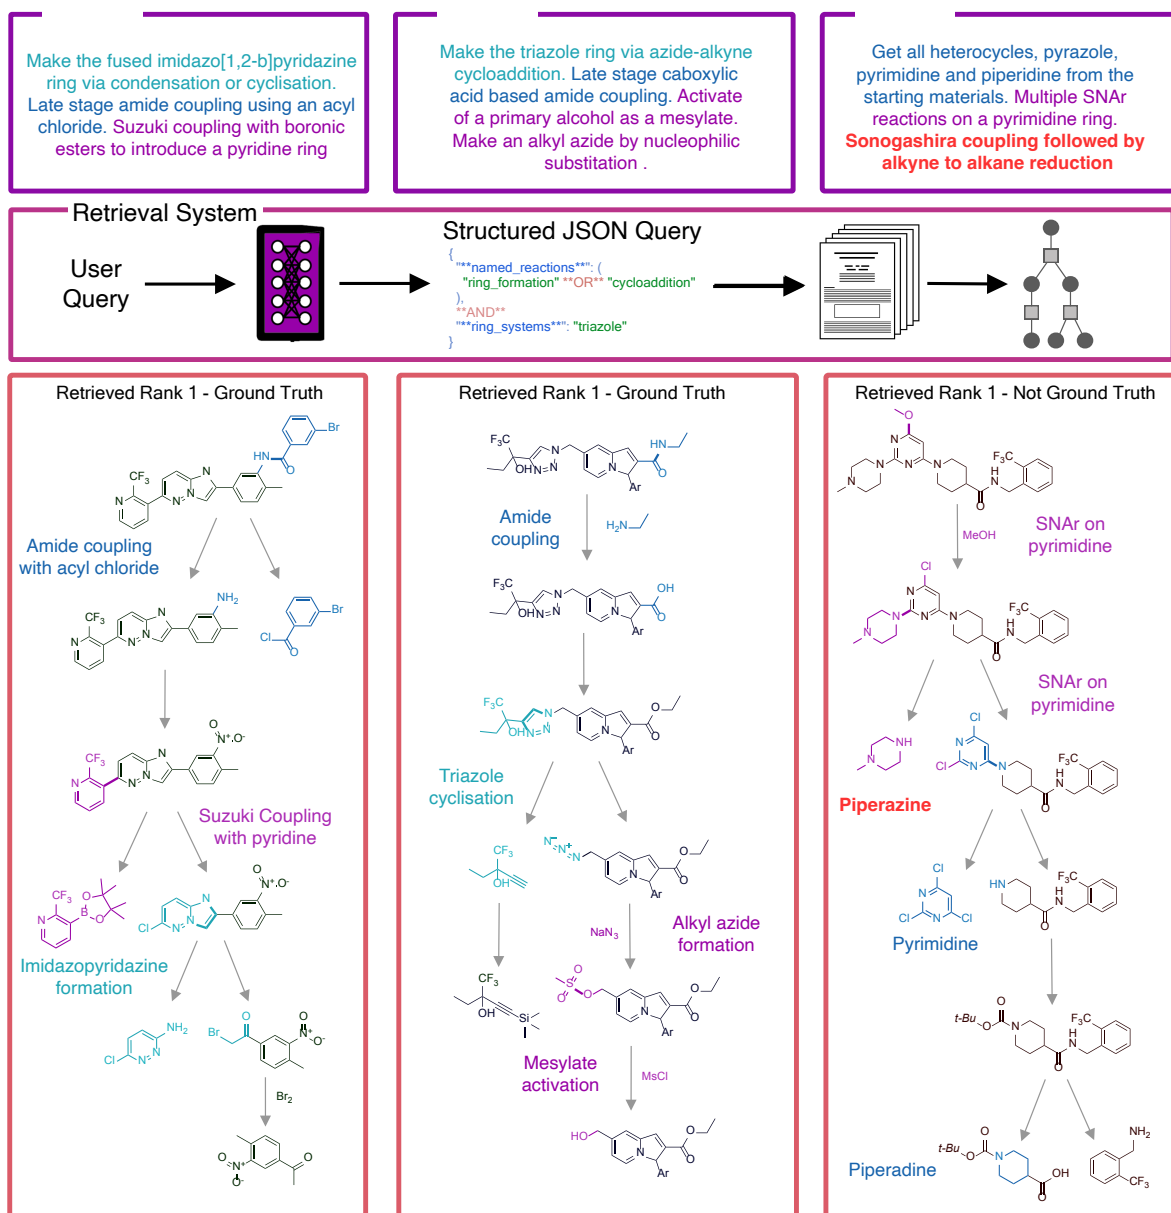 Make the fused imidazo[1,2-b]pyridazine
ring via condensation or cyclisation.
Late stage amide coupling using an acyl
chloride. Suzuki coupling with boronic
esters to introduce a pyridine ring
Make the triazole ring via azide-alkyne
cycloaddition. Late stage caboxylic
acid based amide coupling. Activate
of a primary alcohol as a mesylate.
Make an alkyl azide by nucleophilic
substitution .
Get all heterocycles, pyrazole,
pyrimidine and piperidine from the
starting materials. Multiple SNAr
reactions on a pyrimidine ring.
Sonogashira coupling followed by
alkyne to alkane reduction
Retrieval System
User
Query
Structured JSON Query
{
"**named_reactions**": (
"ring_formation" **OR** "cycloaddition"
),
**AND**
"**ring_systems**": "triazole"
}
Retrieved Rank 1 - Ground Truth
Br
HN
O
CF3
N
N
N
N
Amide coupling
with acyl chloride
NH2
CF3
N
N
N
N
Br
Cl
O
O
N+.O-
CF3
N
N
N
N
Suzuki Coupling
with pyridine
CF3
N
B
O
O
O
N+.O-
N
N
N
Cl
Imidazopyridazine
formation
NH2
Cl
N
N
O
Br
O
N+
O-
Br2
O
N+
O-
O
Retrieved Rank 1 - Ground Truth
F3C
OH
N
N
N
N
HN
O
Ar
Amide
coupling
H2N
F3C
OH
N
N
N
N
OH
O
Ar
F3C
OH
N
N
N
N
O
O
Ar
Triazole
cyclisation
CF3
OH
N-
N+
N
N
O
O
Ar
NaN3
Alkyl azide
formation
CF3
OH
Si
O
S
O
O
N
O
O
Ar
Mesylate
activation
MsCl
HO
N
O
O
Ar
Retrieved Rank 1 - Not Ground Truth
O
N
N
N
N
N
H
N
O
F3C
MeOH
SNAr on
pyrimidine
Cl
N
N
N
N
N
H
N
O
F3C
SNAr on
pyrimidine
NH
N
Piperazine
Cl
N
N
Cl
N
H
N
O
F3C
Cl
N
N
Cl
Cl
Pyrimidine
HN
H
N
O
F3C
t-Bu
O
O
N
H
N
O
F3C
Piperadine
t-Bu
O
O
N
OH
O
NH2
CF3